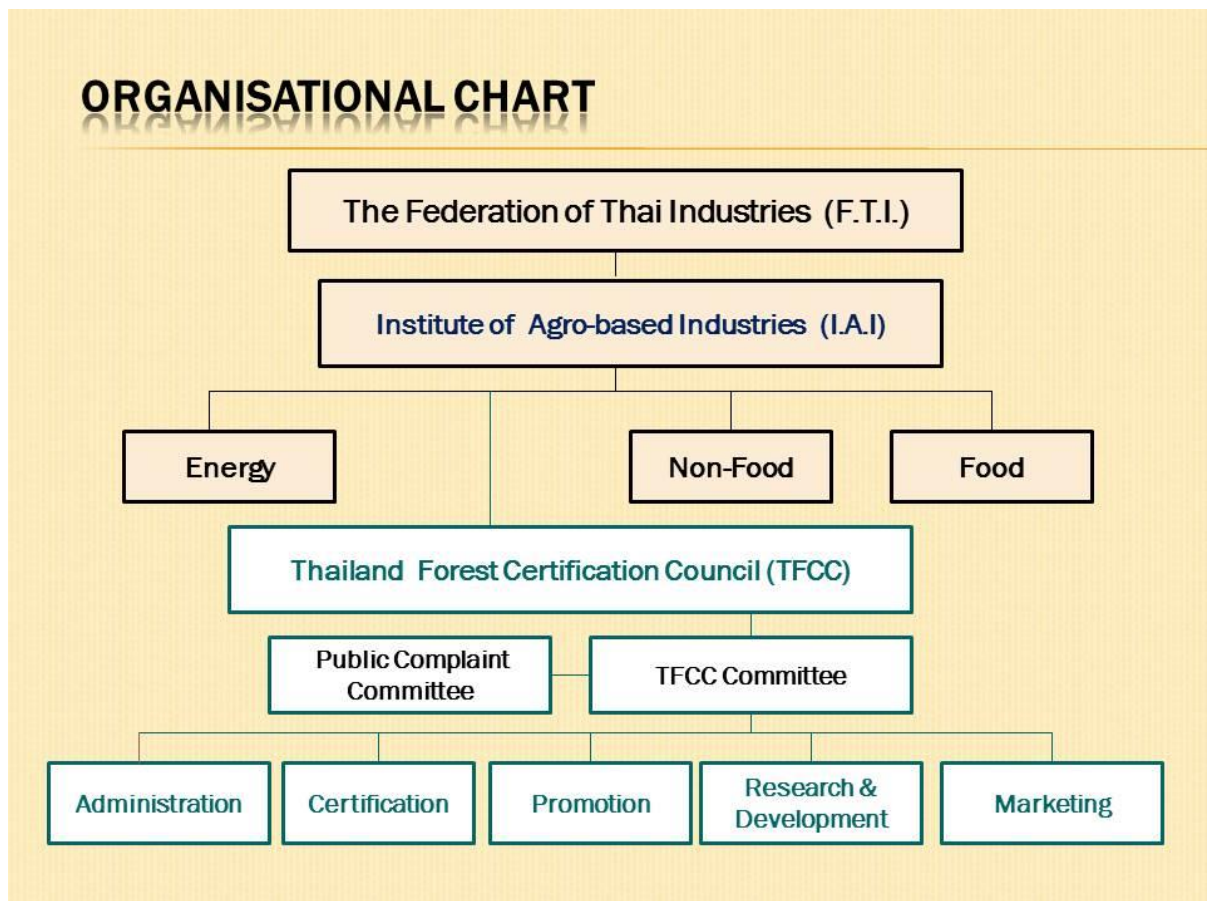 ORGANISATIONAL CHART
The Federation of Thai Industries (F.T.I.)
Institute of Agro-based Industries (I.A.I)
Energy
Non-Food
Food
Thailand Forest Certification Council (TFCC)
Public Complaint
Committee
TFCC Committee
Administration
Certification
Promotion
Research &
Development
Marketing